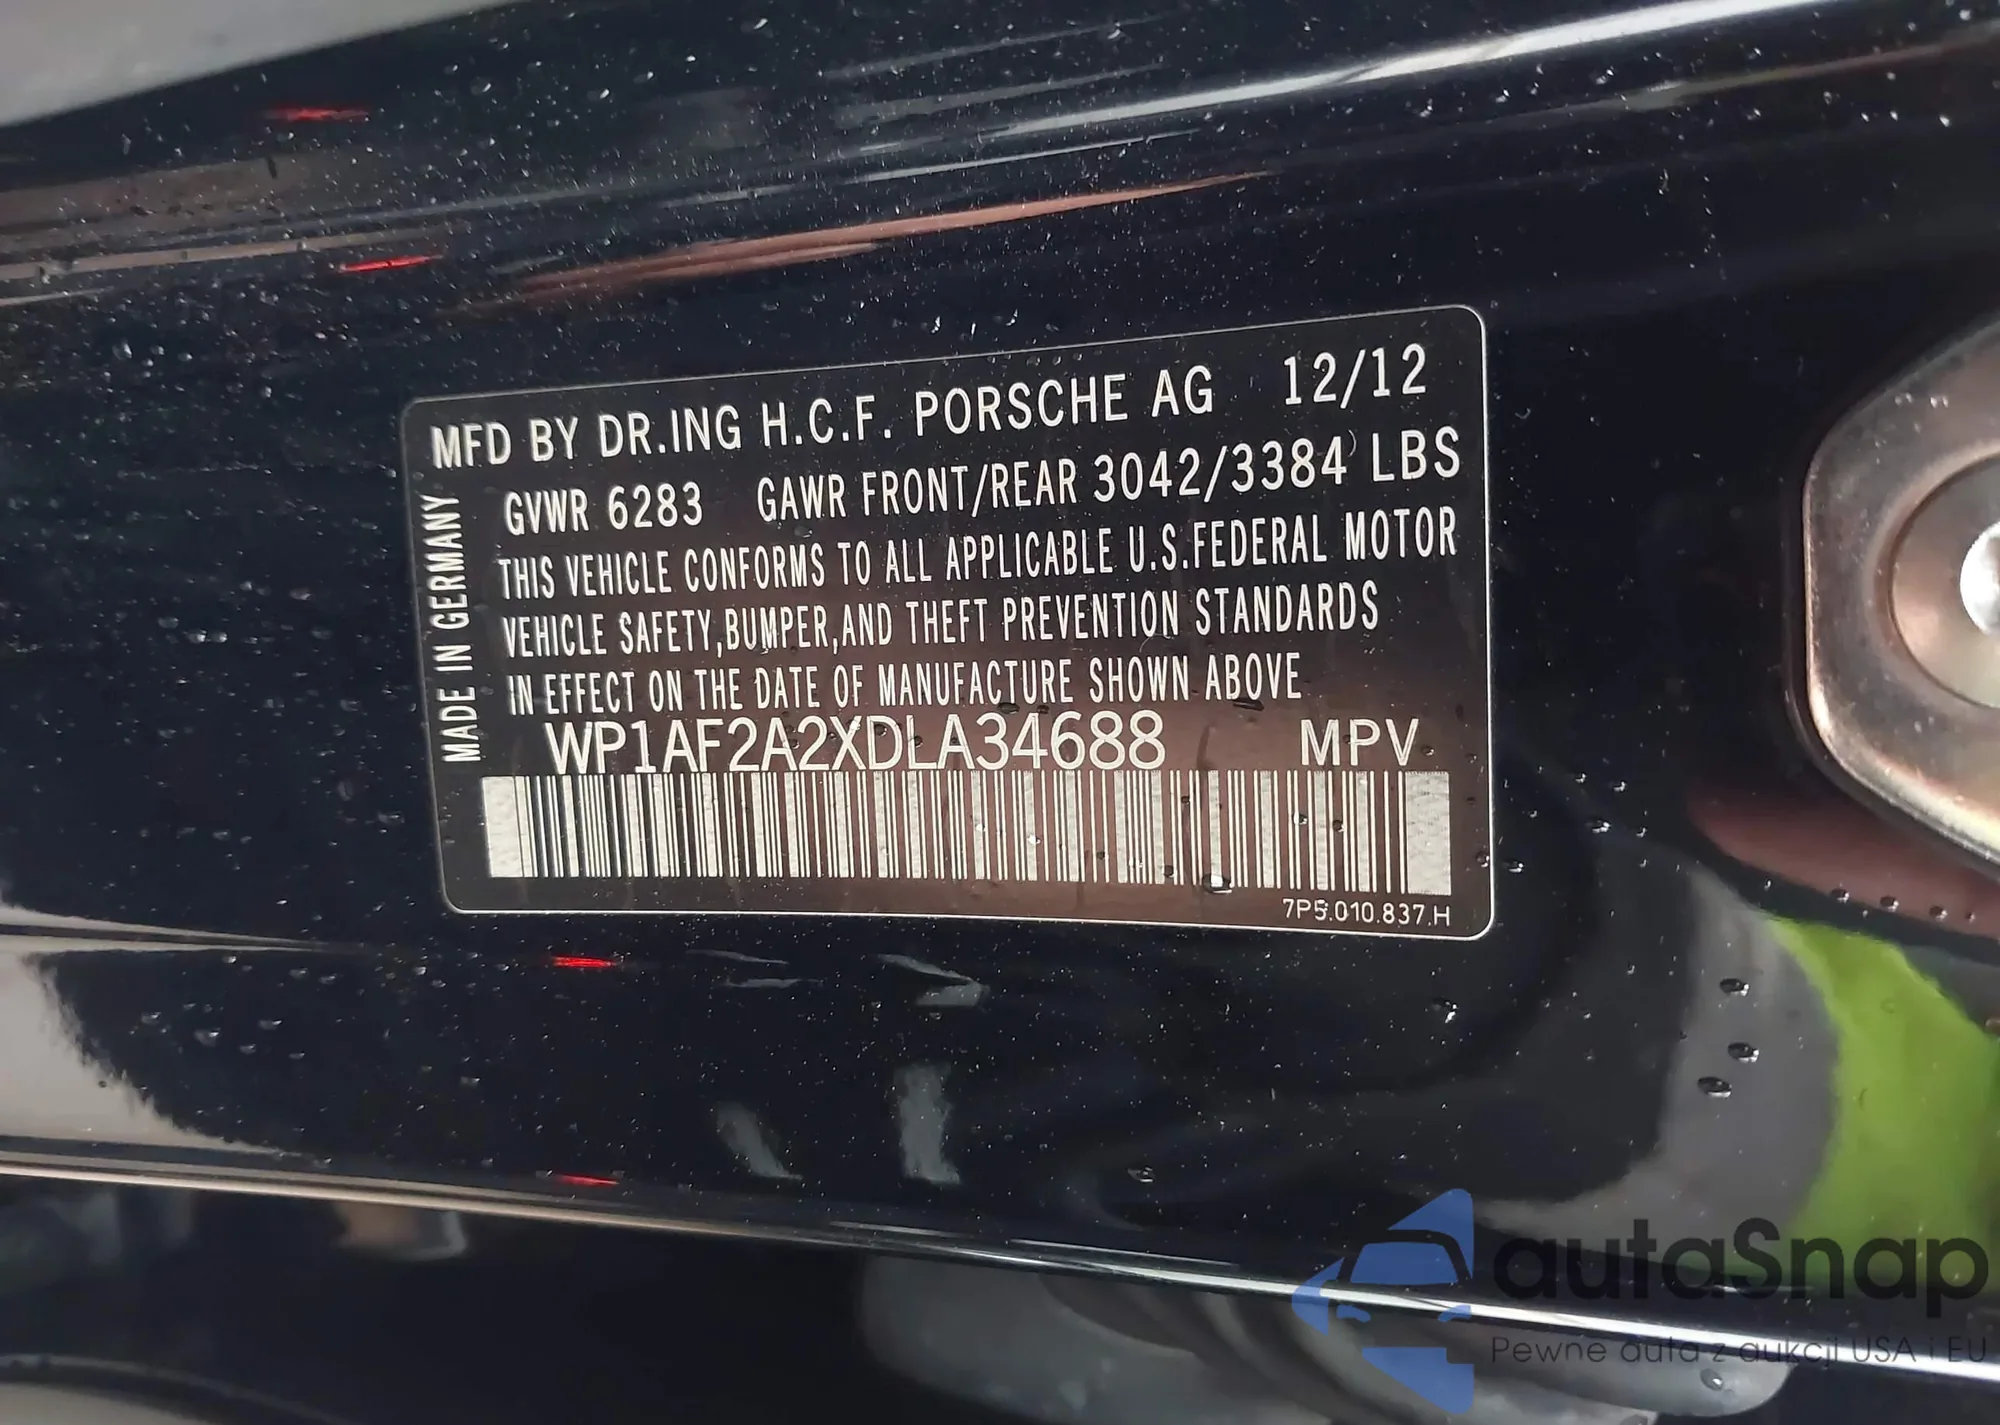 MFD BY DR.ING H.C.F. PORSCHE AG 12/12
GVWR 6283 GAWR FRONT/REAR 3042/3384 LBS
THIS VEHICLE CONFORMS TO ALL APPLICABLE U.S.FEDERAL MOTOR
VEHICLE SAFETY,BUMPER,AND THEFT PREVENTION STANDARDS
IN EFFECT ON THE DATE OF MANUFACTURE SHOWN ABOVE
WP1AF2A2XDLA34688 MPV
7P5.010.837.H
MADE IN GERMANY
autaSnap
Pewne auta z aukcji USA i EU